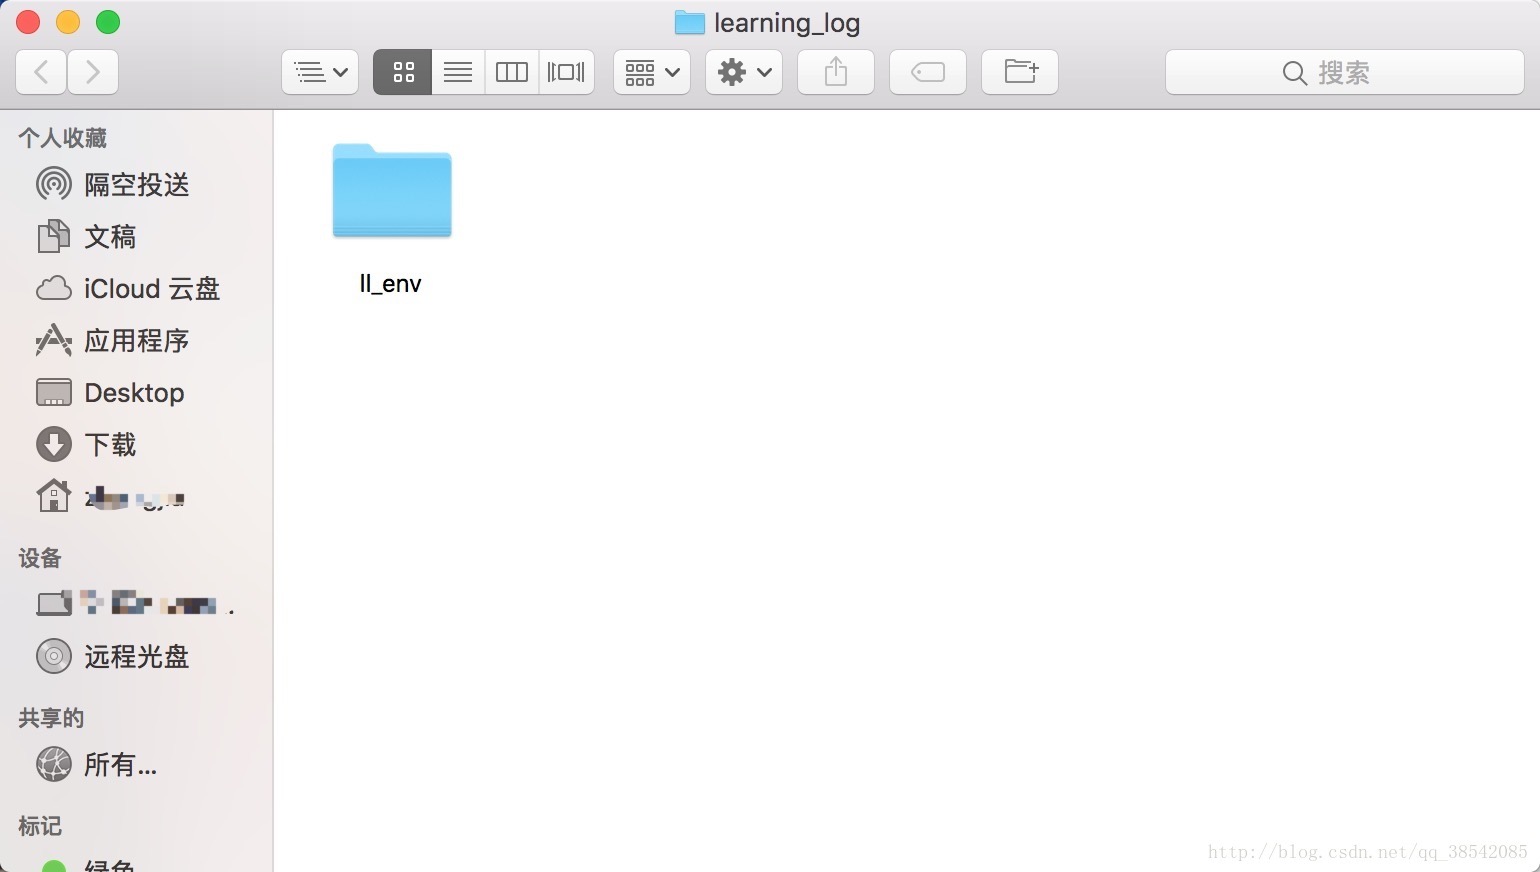 learning_log
搜索
个人收藏
隔空投送
文稿
iCloud 云盘
应用程序
Desktop
下载
设备
远程光盘
共享的
所有...
标记
绿色
ll_env
http://blog.csdn.net/qq_38542085